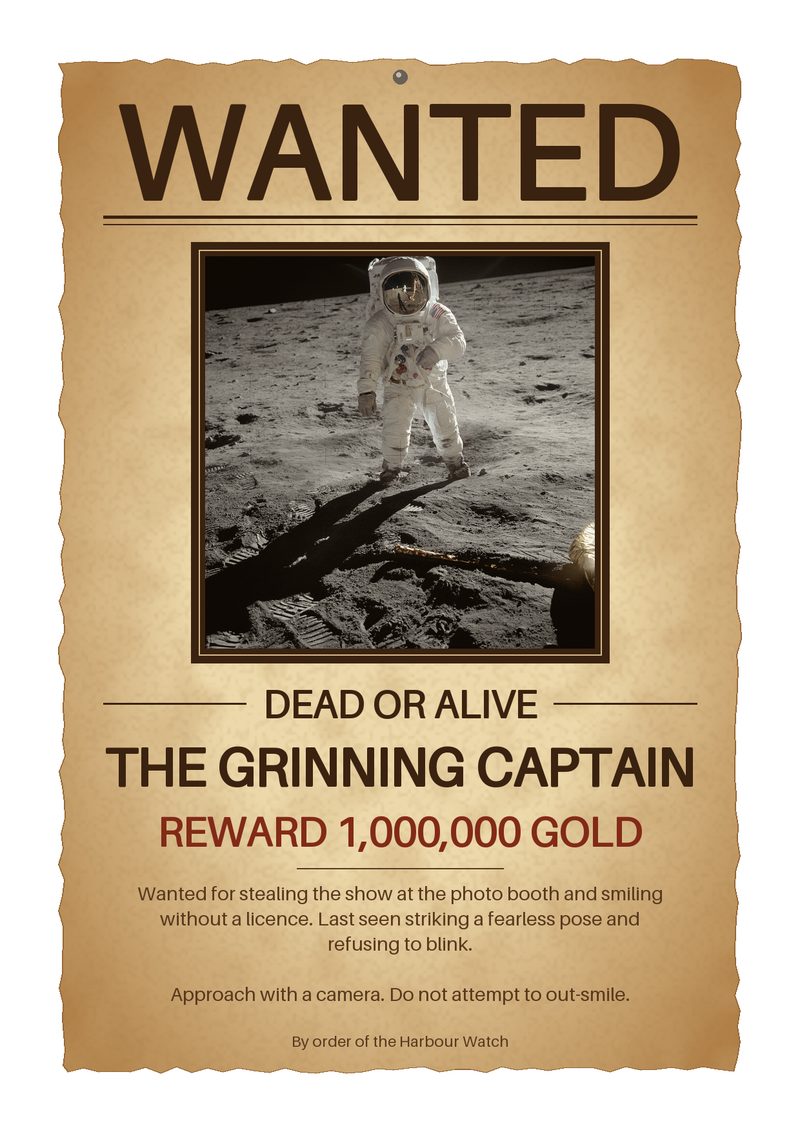 WANTED
DEAD OR ALIVE
THE GRINNING CAPTAIN
REWARD 1,000,000 GOLD
Wanted for stealing the show at the photo booth and smiling
without a licence. Last seen striking a fearless pose and
refusing to blink.
Approach with a camera. Do not attempt to out-smile.
By order of the Harbour Watch